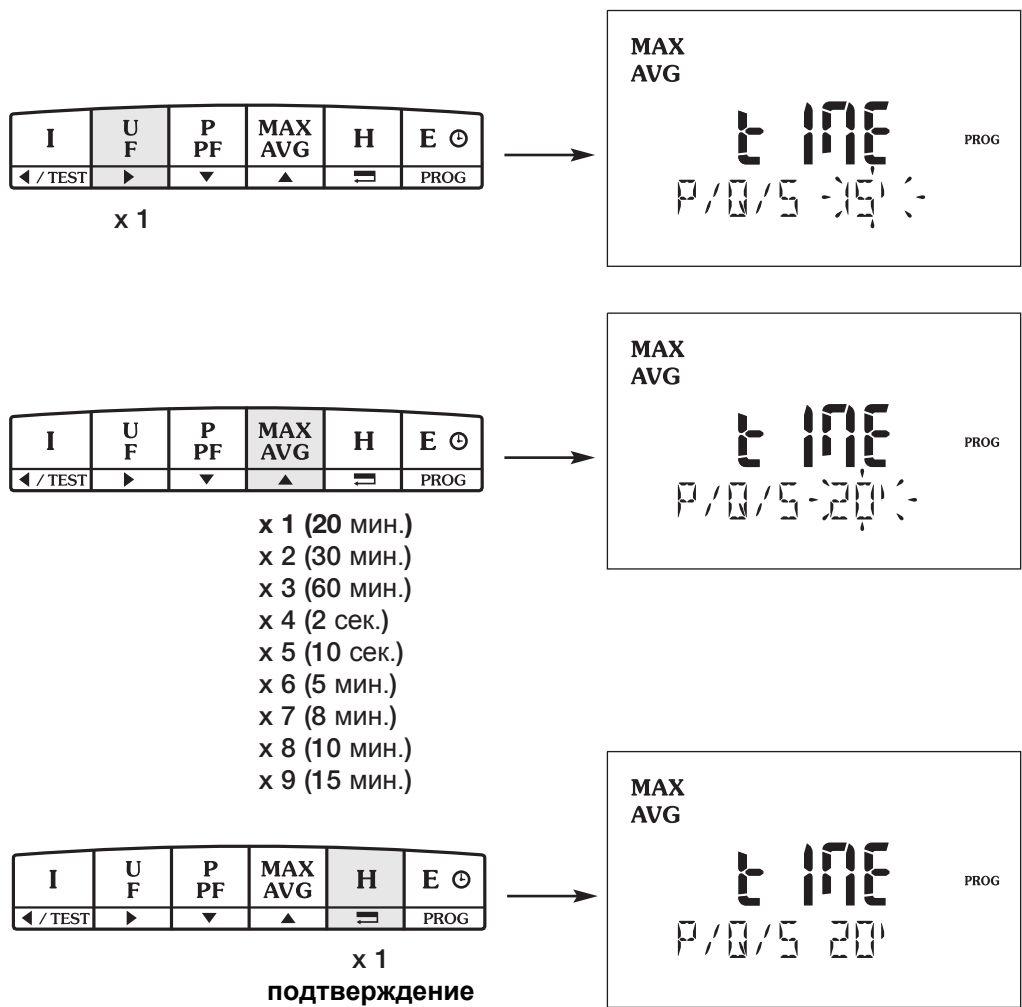 MAX
AVG
t IME
PROG
P/Q/S 15'
I U F P PF MAX AVG H E
◀ / TEST ▶ ▼ ▲ PROG
x 1
MAX
AVG
t IME
PROG
P/Q/S 20'
I U F P PF MAX AVG H E
◀ / TEST ▶ ▼ ▲ PROG
x 1 (20 мин.)
x 2 (30 мин.)
x 3 (60 мин.)
x 4 (2 сек.)
x 5 (10 сек.)
x 6 (5 мин.)
x 7 (8 мин.)
x 8 (10 мин.)
x 9 (15 мин.)
MAX
AVG
t IME
PROG
P/Q/S 20'
I U F P PF MAX AVG H E
◀ / TEST ▶ ▼ ▲ PROG
x 1
подтверждение